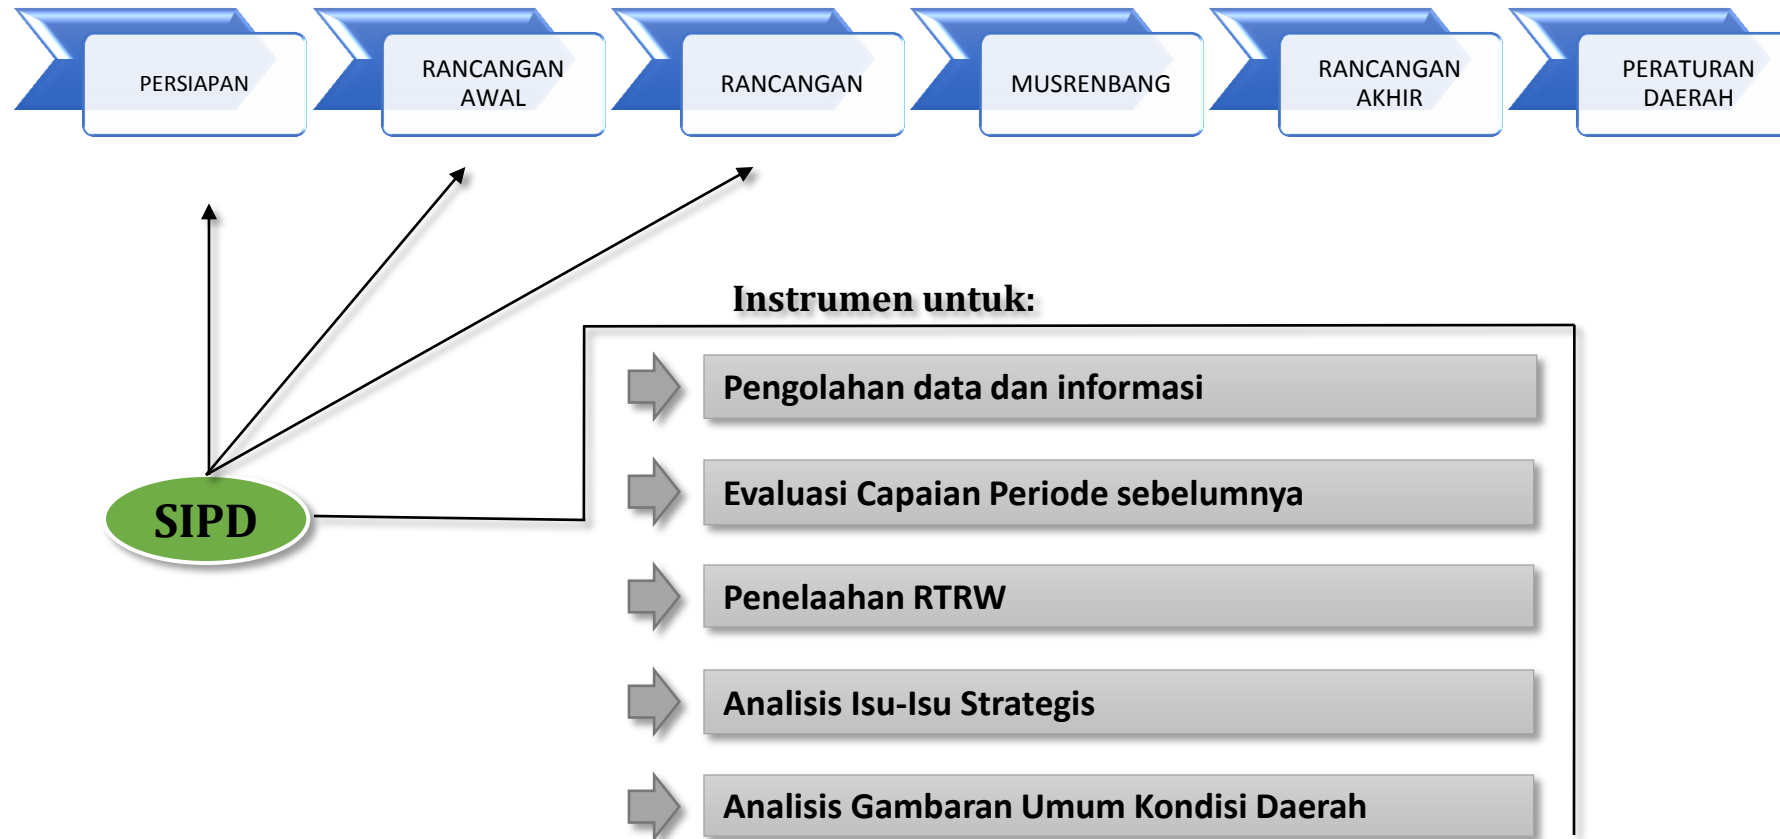 PERSIAPAN
RANCANGAN
AWAL
RANCANGAN
MUSRENBANG
RANCANGAN
AKHIR
PERATURAN
DAERAH
Instrumen untuk:
Pengolahan data dan informasi
Evaluasi Capaian Periode sebelumnya
SIPD
Penelaahan RTRW
Analisis Isu-Isu Strategis
Analisis Gambaran Umum Kondisi Daerah